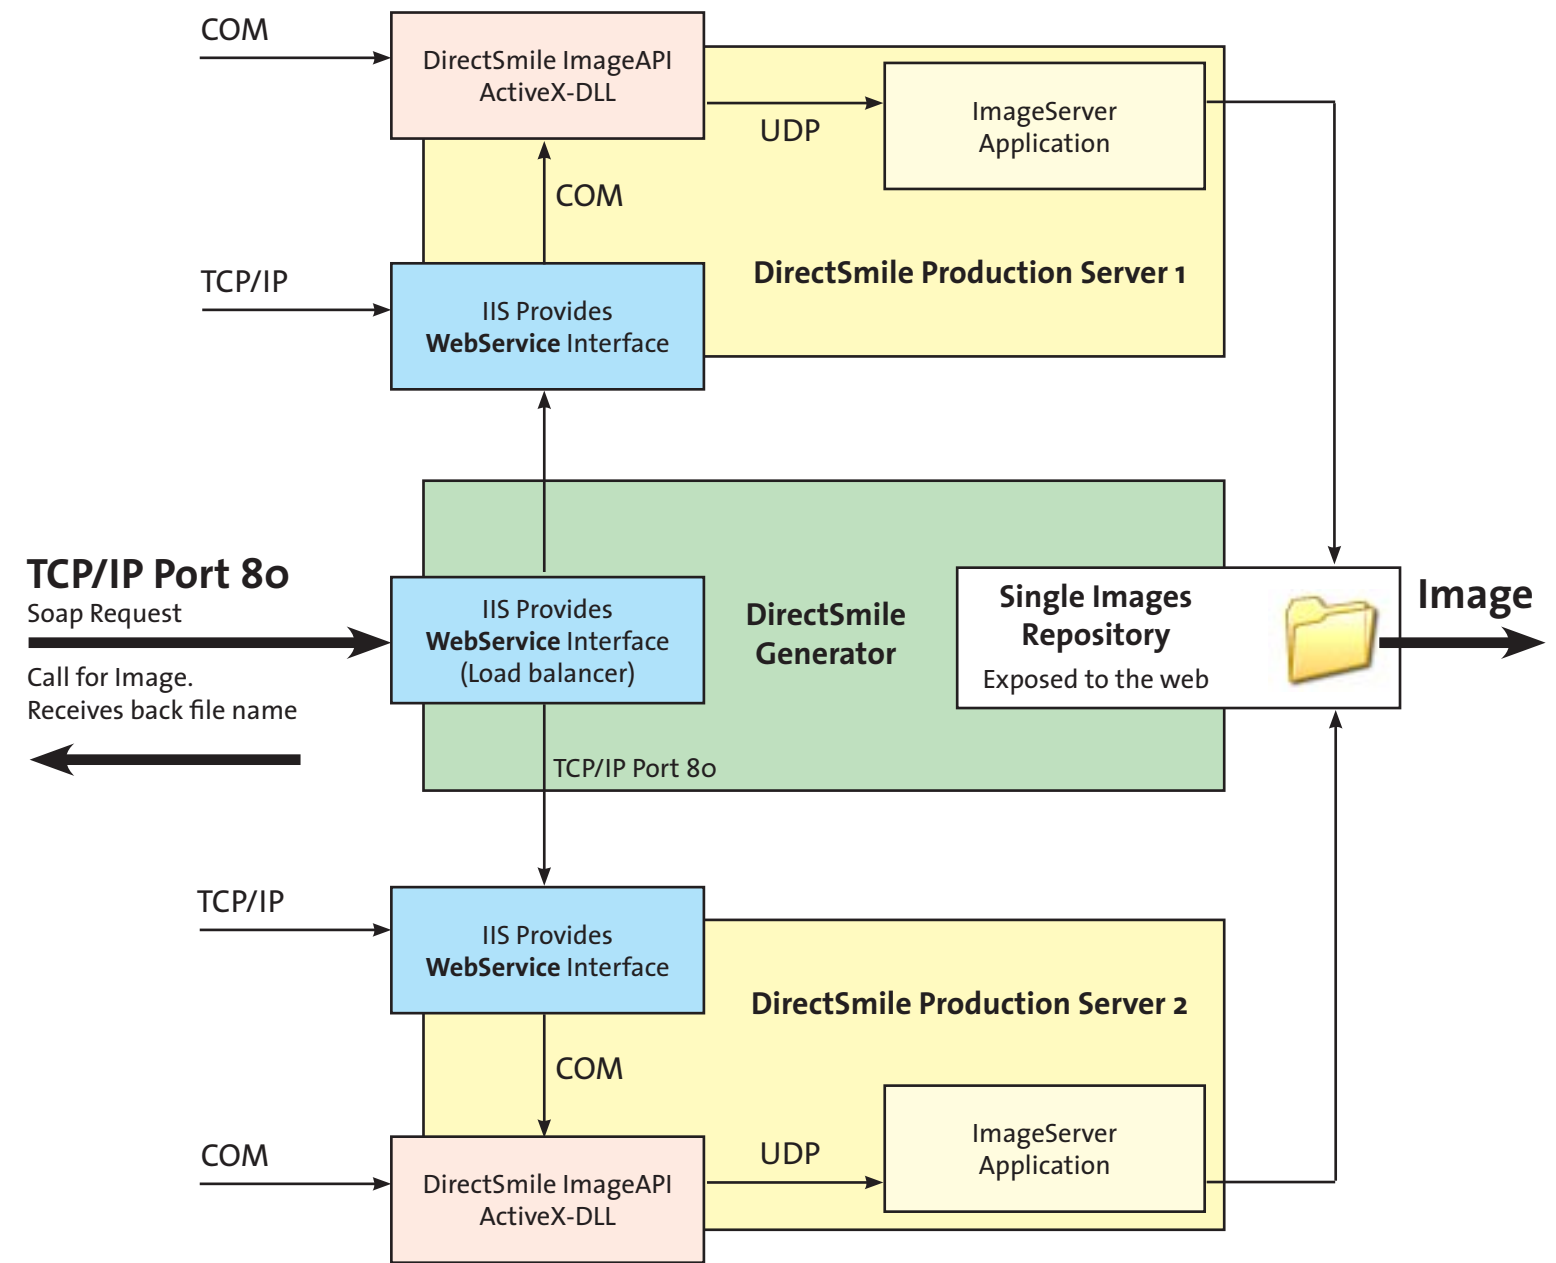 COM
DirectSmile ImageAPI
ActiveX-DLL
UDP
ImageServer
Application
COM
TCP/IP
DirectSmile Production Server 1
IIS Provides
WebService Interface
TCP/IP Port 80
Soap Request
Call for Image.
Receives back file name
IIS Provides
WebService Interface
(Load balancer)
DirectSmile
Generator
Single Images
Repository
Exposed to the web
Image
TCP/IP Port 80
TCP/IP
IIS Provides
WebService Interface
DirectSmile Production Server 2
COM
COM
DirectSmile ImageAPI
ActiveX-DLL
UDP
ImageServer
Application